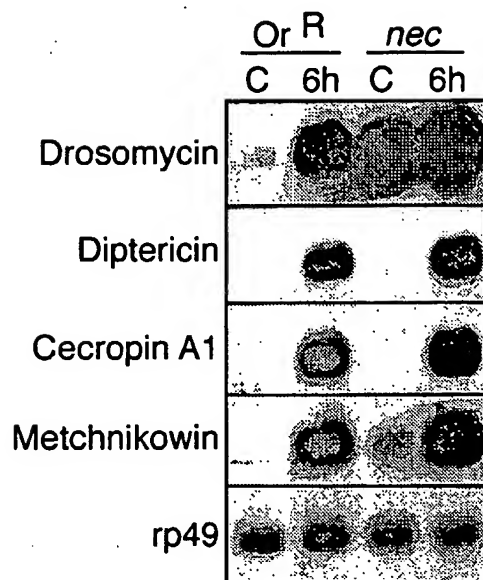 Or R nec
C 6h C 6h
Drosomycin
Diptericin
Cecropin A1
Metchnikowin
rp49